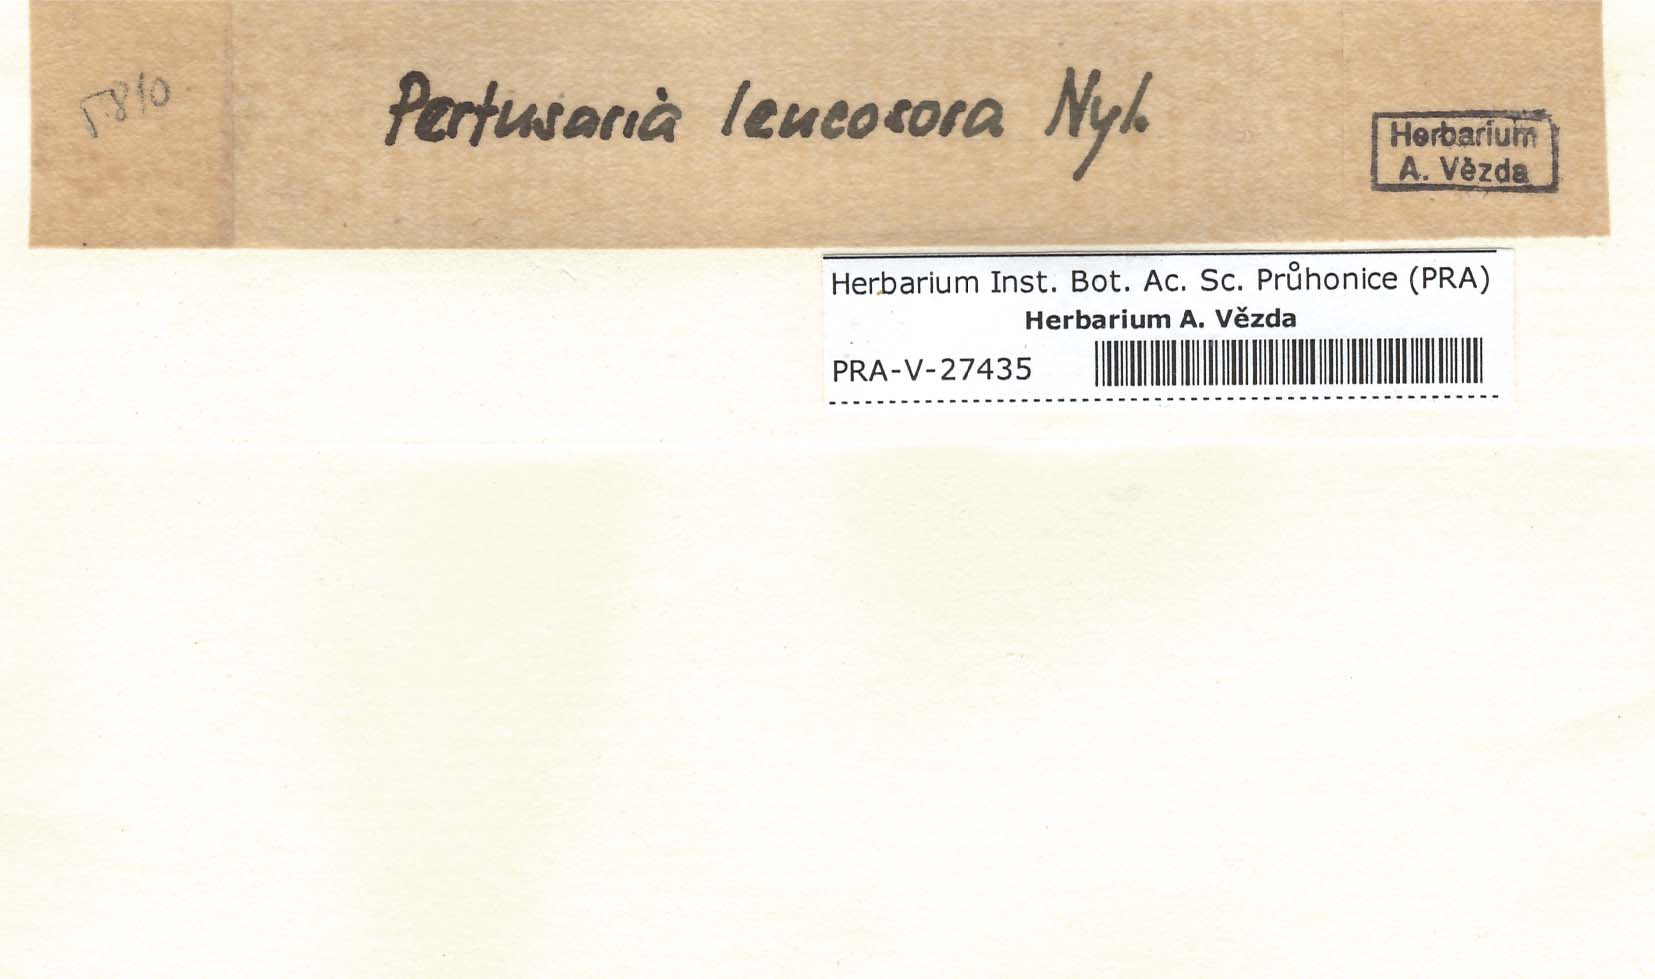 5810
Pertusaria leucosora Nyl.
Herbarium
A. Vězda
Herbarium Inst. Bot. Ac. Sc. Průhonice (PRA)
Herbarium A. Vězda
PRA-V-27435